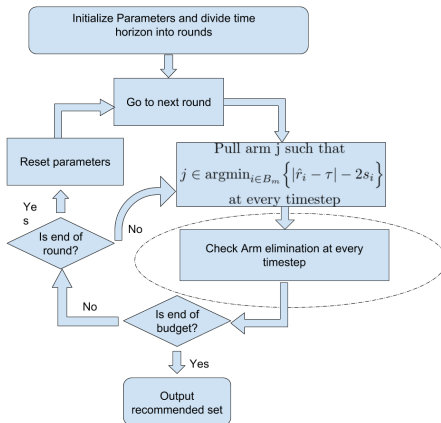 Initialize Parameters and divide time
horizon into rounds
Go to next round
Reset parameters
Pull arm j such that
j ∈ argmin_{i∈B_m}{|r̂_i − τ| − 2s_i}
at every timestep
Ye
s
No
Is end of
round?
Check Arm elimination at every
timestep
No
Is end of
budget?
Yes
Output
recommended set